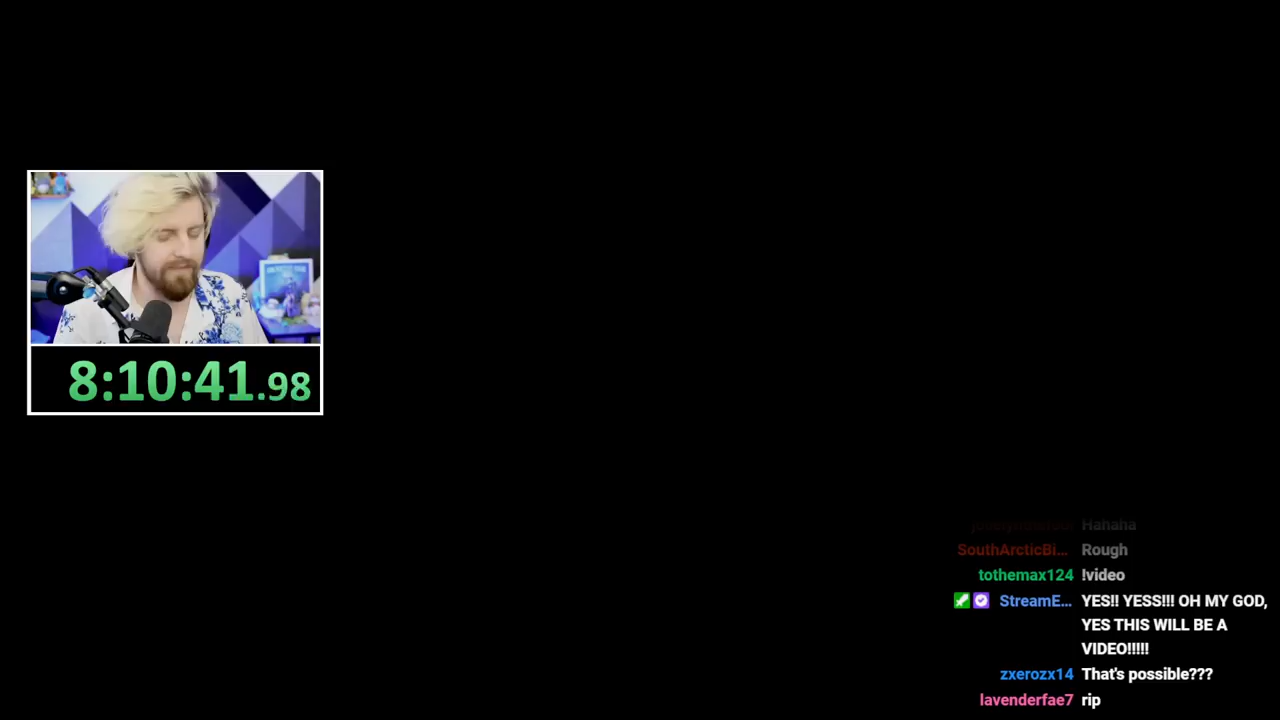 8:10:41.98
Hahaha
SouthArcticBi... Rough
tothemax124 !video
StreamE... YES!! YESS!!! OH MY GOD,
YES THIS WILL BE A
VIDEO!!!!!
zxerozx14 That's possible???
lavenderfae7 rip